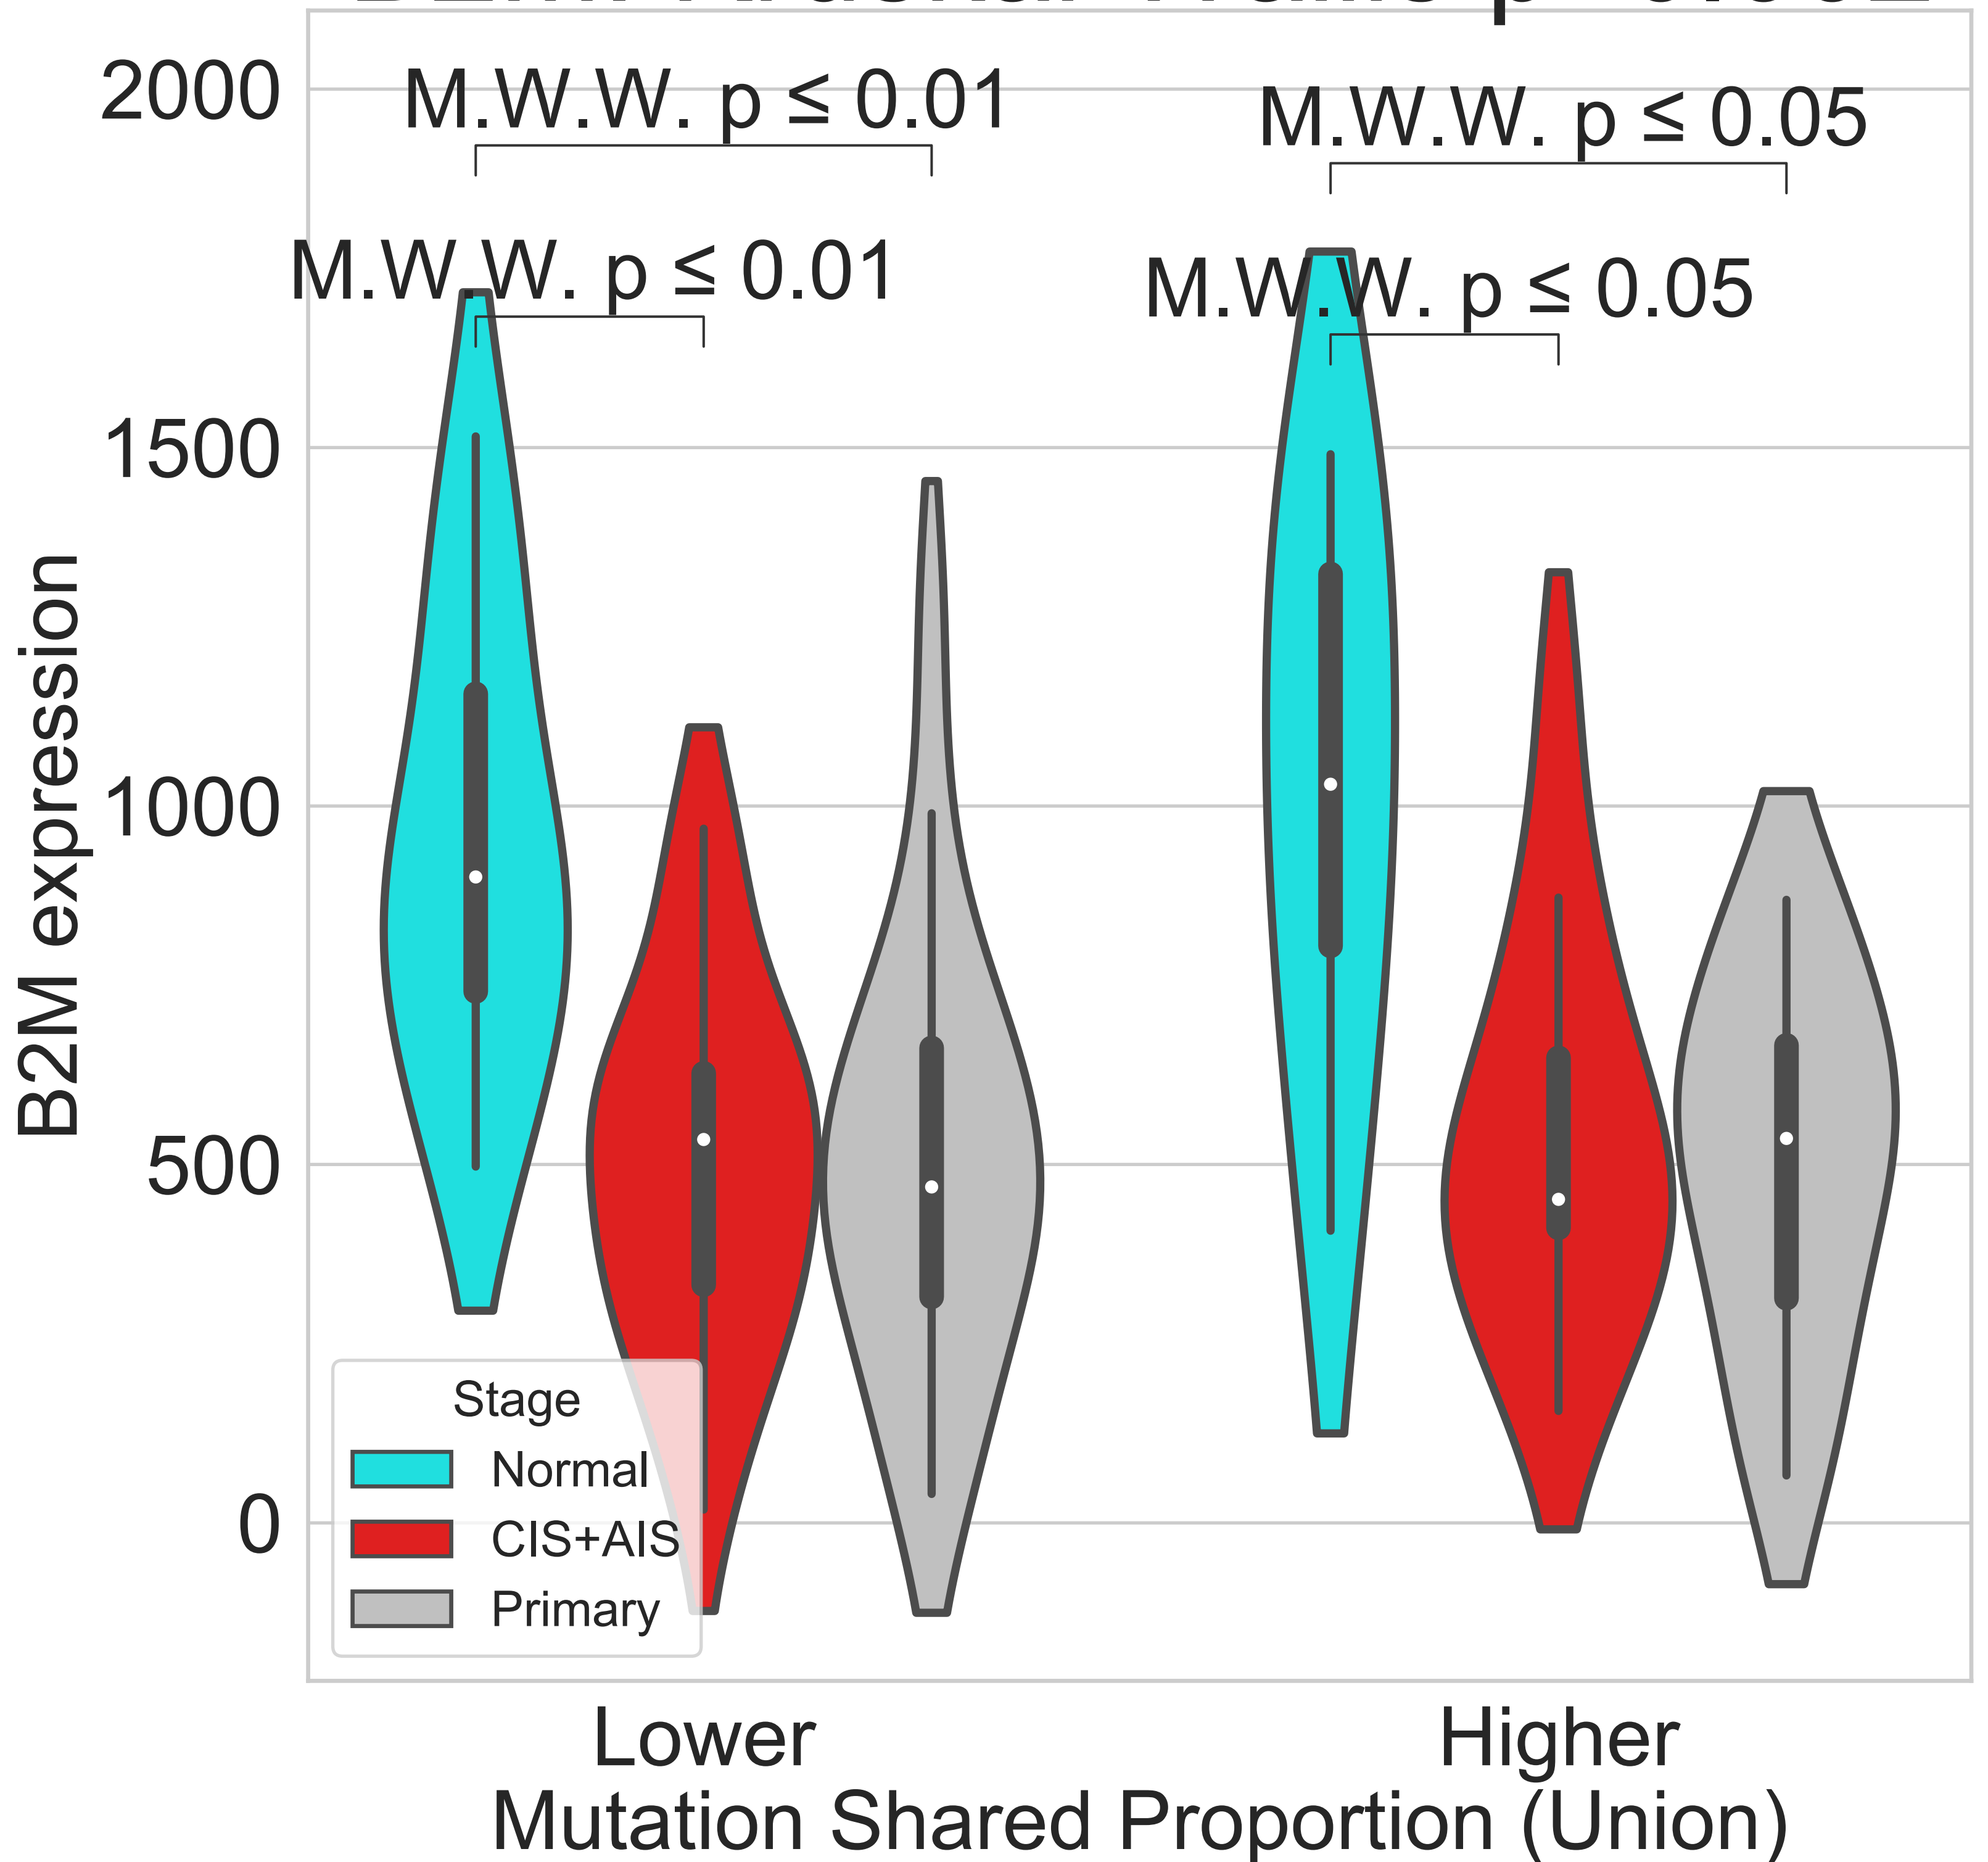 2000
1500
1000
500
0
B2M expression
M.W.W. p ≤ 0.01
M.W.W. p ≤ 0.05
M.W.W. p ≤ 0.01
M.W.W. p ≤ 0.05
Stage
Normal
CIS+AIS
Primary
Lower
Higher
Mutation Shared Proportion (Union)